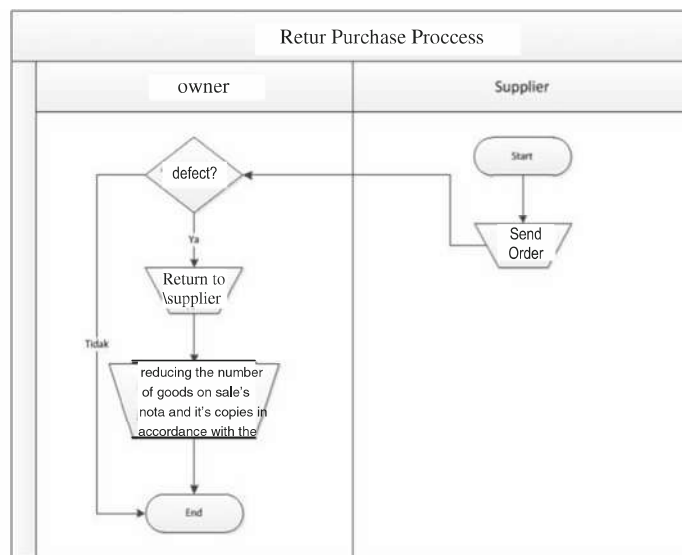 Retur Purchase Proccess
owner
Supplier
defect?
Start
Send
Order
Ya
Return to
\supplier
Tidak
reducing the number
of goods on sale's
nota and it's copies in
accordance with the
End